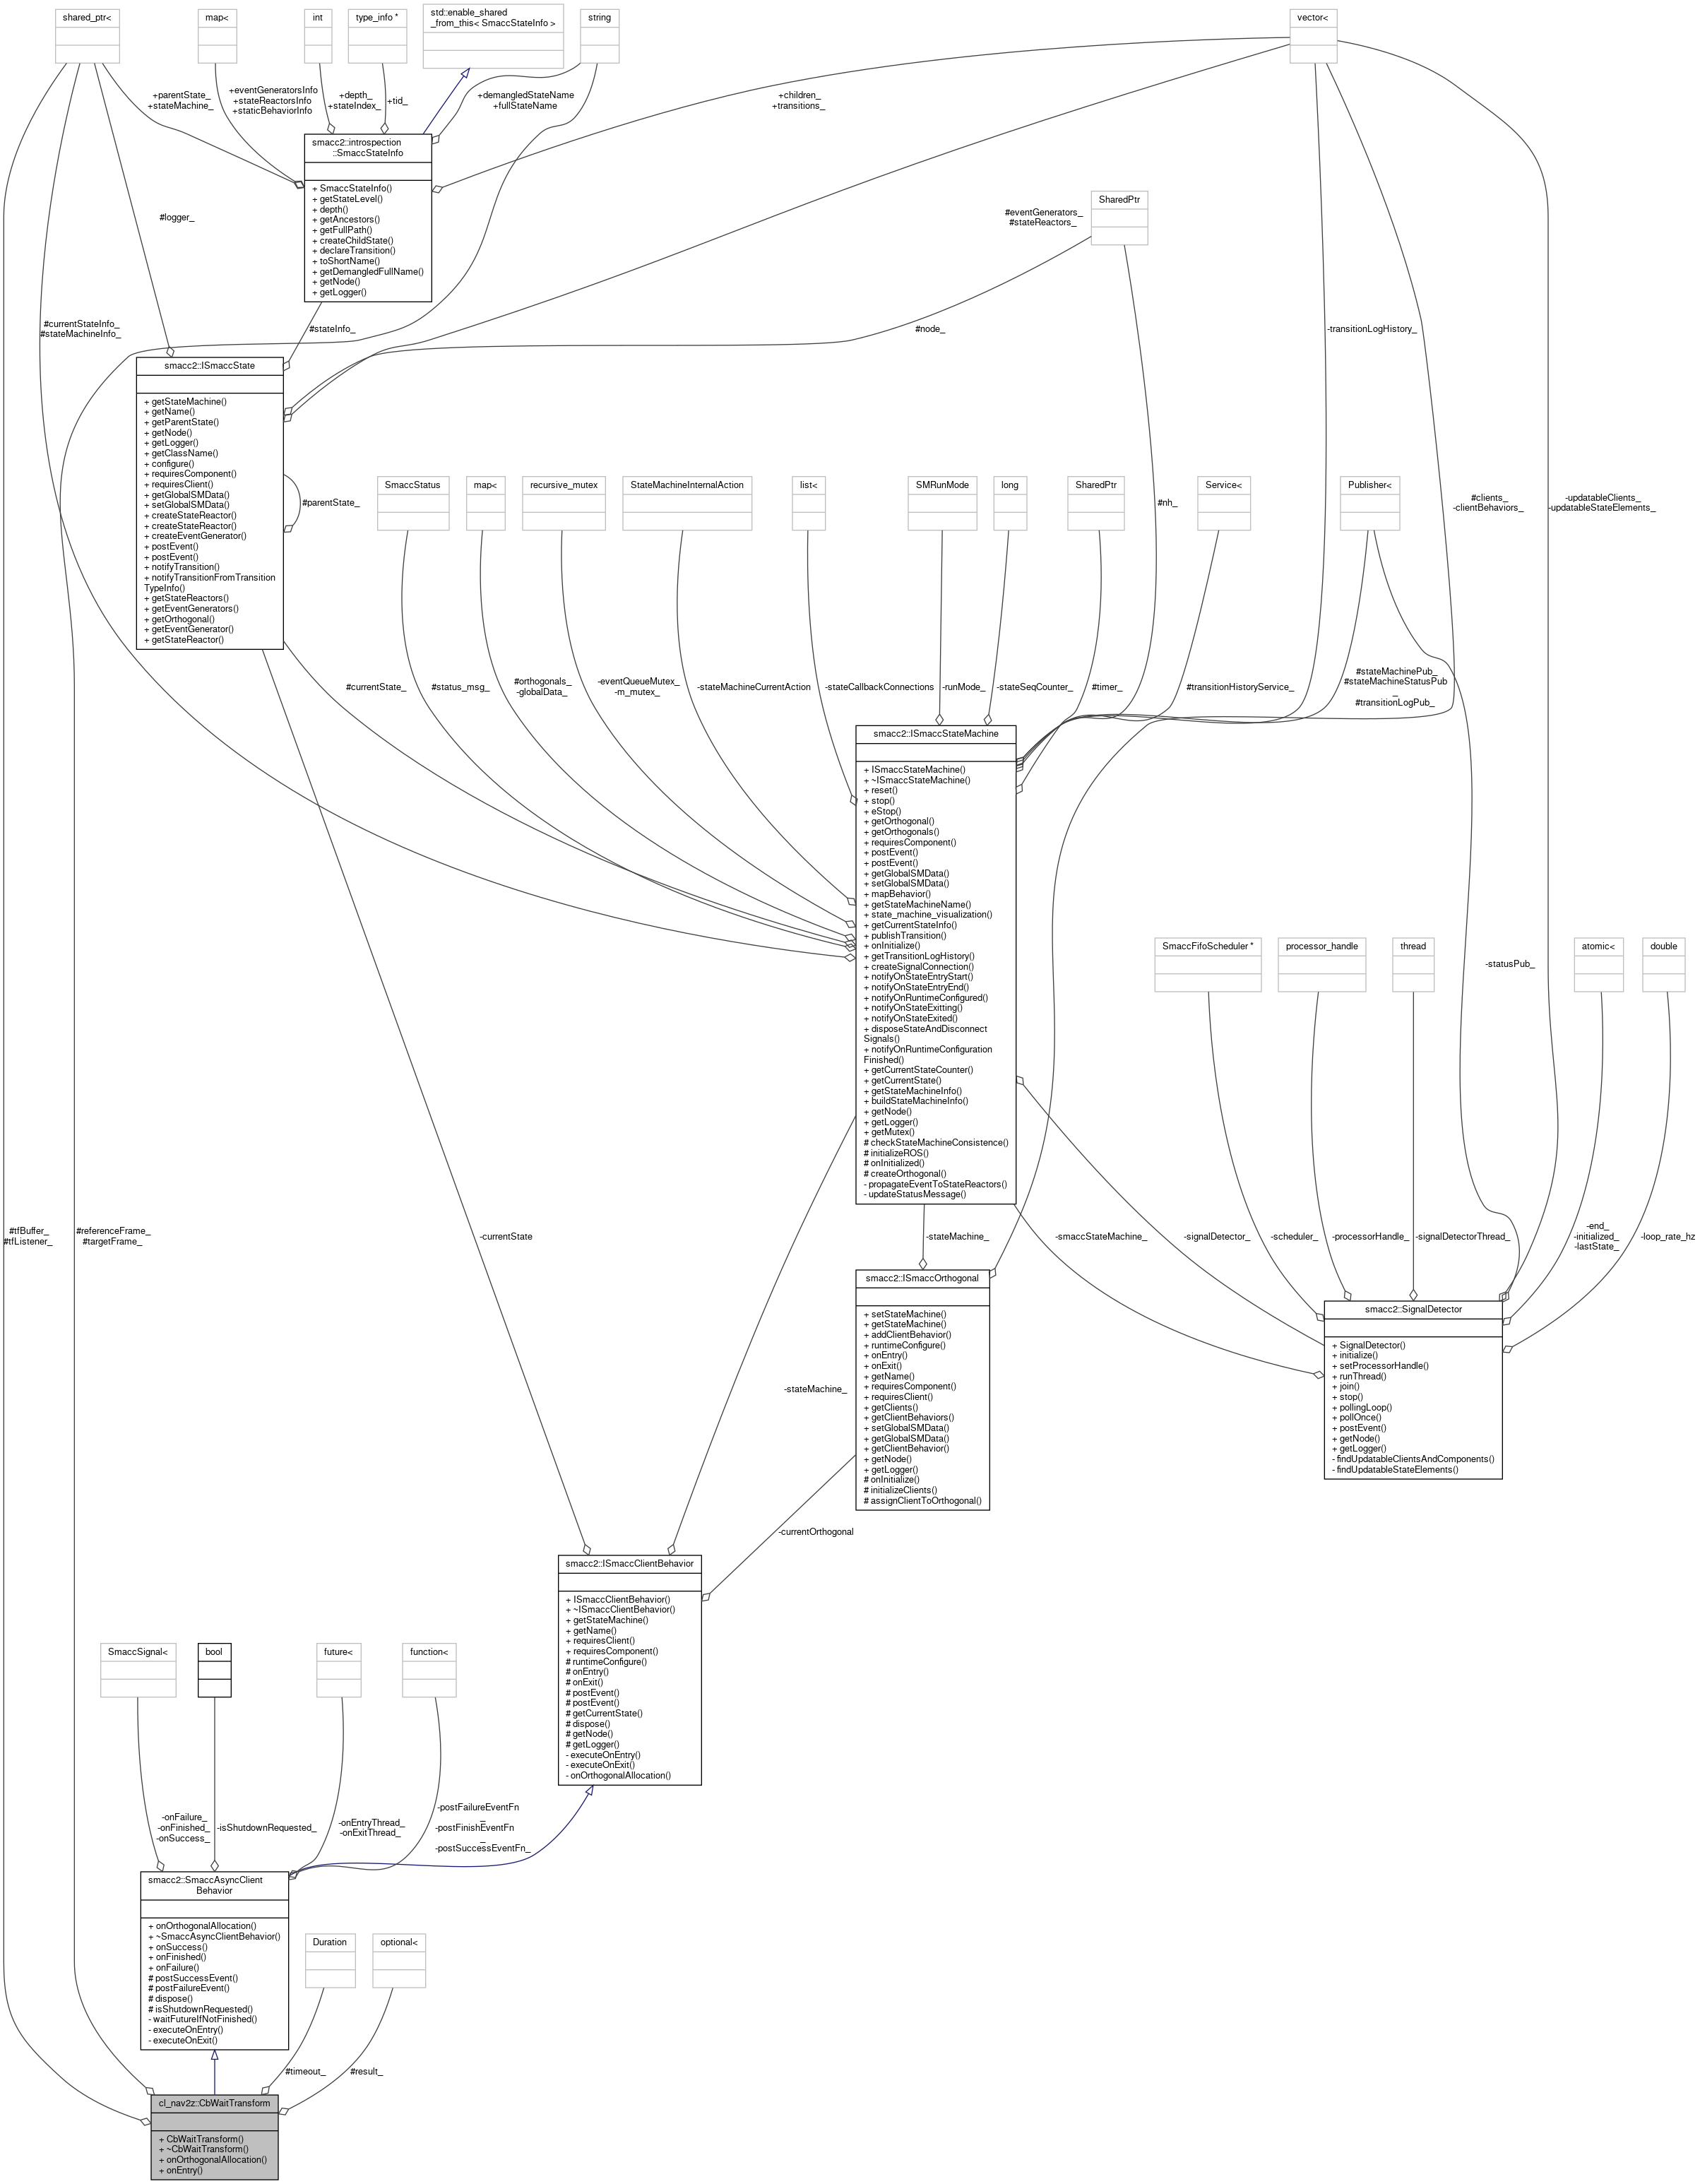 shared_ptr<
map<
int
type_info *
std::enable_shared
_from_this< SmaccStateInfo >
string
vector<
+parentState_
+stateMachine_
+eventGeneratorsInfo
+stateReactorsInfo
+staticBehaviorInfo
+depth_
+stateIndex_
+tid_
+demangledStateName
+fullStateName
+children_
+transitions_
smacc2::introspection
::SmaccStateInfo
+ SmaccStateInfo()
+ getStateLevel()
+ depth()
+ getAncestors()
+ getFullPath()
+ createChildState()
+ declareTransition()
+ toShortName()
+ getDemangledFullName()
+ getNode()
+ getLogger()
#logger_
SharedPtr
#eventGenerators_
#stateReactors_
#currentStateInfo_
#stateMachineInfo_
#stateInfo_
#node_
-transitionLogHistory_
smacc2::ISmaccState
+ getStateMachine()
+ getName()
+ getParentState()
+ getNode()
+ getLogger()
+ getClassName()
+ configure()
+ requiresComponent()
+ requiresClient()
+ getGlobalSMData()
+ setGlobalSMData()
+ createStateReactor()
+ createStateReactor()
+ createEventGenerator()
+ postEvent()
+ postEvent()
+ notifyTransition()
+ notifyTransitionFromTransition
TypeInfo()
+ getStateReactors()
+ getEventGenerators()
+ getOrthogonal()
+ getEventGenerator()
+ getStateReactor()
#parentState_
SmaccStatus
map<
recursive_mutex
StateMachineInternalAction
list<
SMRunMode
long
SharedPtr
#nh_
Service<
Publisher<
#clients_
-clientBehaviors_
-updatableClients_
-updatableStateElements_
#currentState_
#status_msg_
#orthogonals_
-globalData_
-eventQueueMutex_
-m_mutex_
-stateMachineCurrentAction
-stateCallbackConnections
-runMode_
-stateSeqCounter_
#timer_
#transitionHistoryService_
#stateMachinePub_
#stateMachineStatusPub
_
#transitionLogPub_
smacc2::ISmaccStateMachine
+ ISmaccStateMachine()
+ ~ISmaccStateMachine()
+ reset()
+ stop()
+ eStop()
+ getOrthogonal()
+ getOrthogonals()
+ requiresComponent()
+ postEvent()
+ postEvent()
+ getGlobalSMData()
+ setGlobalSMData()
+ mapBehavior()
+ getStateMachineName()
+ state_machine_visualization()
+ getCurrentStateInfo()
+ publishTransition()
+ onInitialize()
+ getTransitionLogHistory()
+ createSignalConnection()
+ notifyOnStateEntryStart()
+ notifyOnStateEntryEnd()
+ notifyOnRuntimeConfigured()
+ notifyOnStateExitting()
+ notifyOnStateExited()
+ disposeStateAndDisconnect
Signals()
+ notifyOnRuntimeConfiguration
Finished()
+ getCurrentStateCounter()
+ getCurrentState()
+ getStateMachineInfo()
+ buildStateMachineInfo()
+ getNode()
+ getLogger()
+ getMutex()
# checkStateMachineConsistence()
# initializeROS()
# onInitialized()
# createOrthogonal()
- propagateEventToStateReactors()
- updateStatusMessage()
SmaccFifoScheduler *
processor_handle
thread
-statusPub_
atomic<
double
#tfBuffer_
#tfListener_
#referenceFrame_
#targetFrame_
-currentState
-stateMachine_
-smaccStateMachine_
-signalDetector_
-scheduler_
-processorHandle_
-signalDetectorThread_
-end_
-initialized_
-lastState_
-loop_rate_hz
smacc2::ISmaccOrthogonal
+ setStateMachine()
+ getStateMachine()
+ addClientBehavior()
+ runtimeConfigure()
+ onEntry()
+ onExit()
+ getName()
+ requiresComponent()
+ requiresClient()
+ getClients()
+ getClientBehaviors()
+ setGlobalSMData()
+ getGlobalSMData()
+ getClientBehavior()
+ getNode()
+ getLogger()
# onInitialize()
# initializeClients()
# assignClientToOrthogonal()
smacc2::SignalDetector
+ SignalDetector()
+ initialize()
+ setProcessorHandle()
+ runThread()
+ join()
+ stop()
+ pollingLoop()
+ pollOnce()
+ postEvent()
+ getNode()
+ getLogger()
- findUpdatableClientsAndComponents()
- findUpdatableStateElements()
-stateMachine_
-currentOrthogonal
smacc2::ISmaccClientBehavior
+ ISmaccClientBehavior()
+ ~ISmaccClientBehavior()
+ getStateMachine()
+ getName()
+ requiresClient()
+ requiresComponent()
# runtimeConfigure()
# onEntry()
# onExit()
# postEvent()
# postEvent()
# getCurrentState()
# dispose()
# getNode()
# getLogger()
- executeOnEntry()
- executeOnExit()
- onOrthogonalAllocation()
SmaccSignal<
bool
future<
function<
-onFailure_
-onFinished_
-onSuccess_
-isShutdownRequested_
-onEntryThread_
-onExitThread_
-postFailureEventFn
_
-postFinishEventFn
_
-postSuccessEventFn_
smacc2::SmaccAsyncClient
Behavior
+ onOrthogonalAllocation()
+ ~SmaccAsyncClientBehavior()
+ onSuccess()
+ onFinished()
+ onFailure()
# postSuccessEvent()
# postFailureEvent()
# dispose()
# isShutdownRequested()
- waitFutureIfNotFinished()
- executeOnEntry()
- executeOnExit()
Duration
optional<
#timeout_
#result_
cl_nav2z::CbWaitTransform
+ CbWaitTransform()
+ ~CbWaitTransform()
+ onOrthogonalAllocation()
+ onEntry()